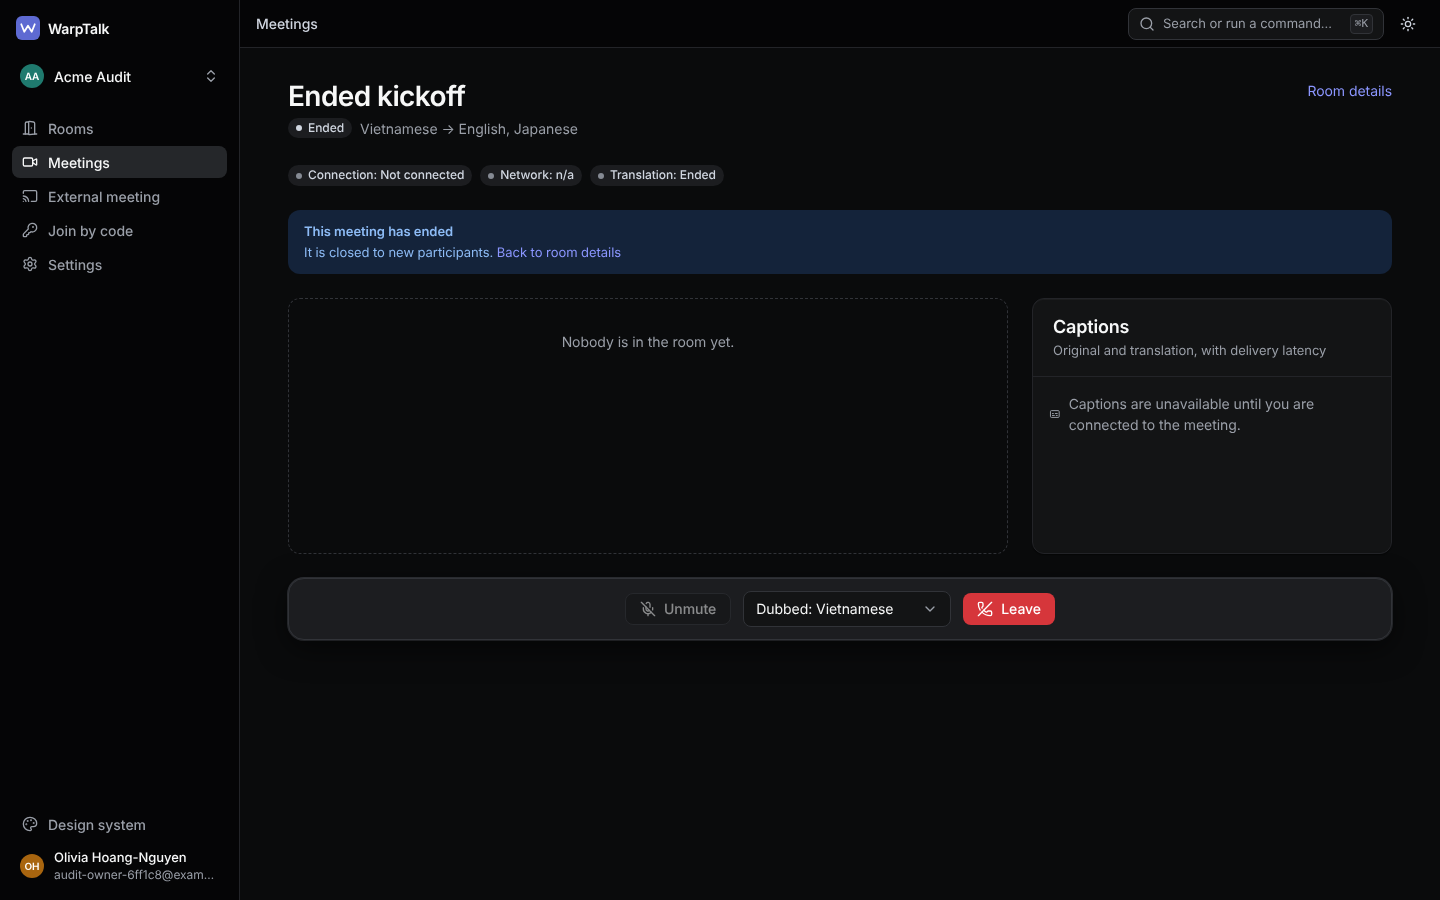 WarpTalk
AA
Acme Audit
Rooms
Meetings
External meeting
Join by code
Settings
Design system
OH
Olivia Hoang-Nguyen
audit-owner-6ff1c8@exam...
Meetings
Search or run a command...
⌘K
Ended kickoff
Room details
Ended
Vietnamese → English, Japanese
Connection: Not connected
Network: n/a
Translation: Ended
This meeting has ended
It is closed to new participants. Back to room details
Nobody is in the room yet.
Captions
Original and translation, with delivery latency
Captions are unavailable until you are
connected to the meeting.
Unmute
Dubbed: Vietnamese
Leave